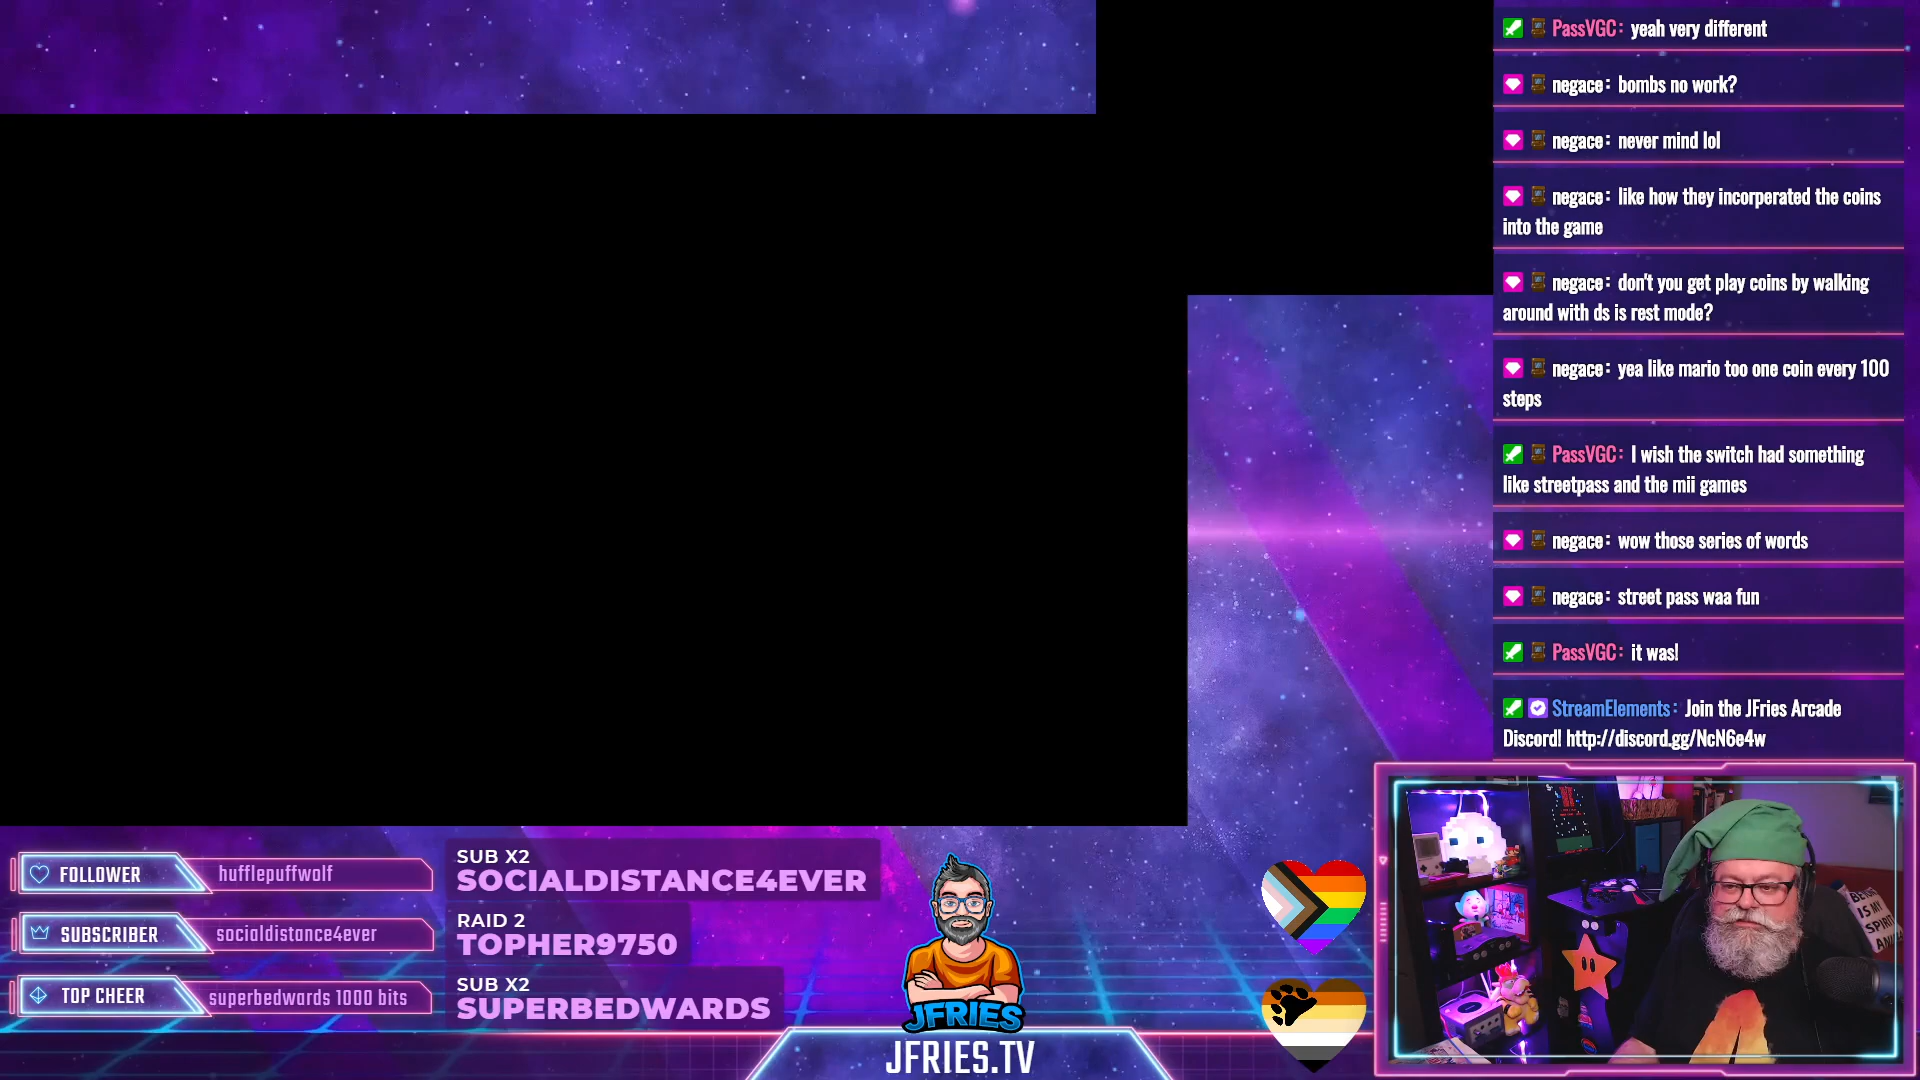 PassVGC: yeah very different
negace: bombs no work?
negace: never mind lol
negace: like how they incorperated the coins
into the game
negace: don't you get play coins by walking
around with ds is rest mode?
negace: yea like mario too one coin every 100
steps
PassVGC: I wish the switch had something
like streetpass and the mii games
negace: wow those series of words
negace: street pass waa fun
PassVGC: it was!
StreamElements: Join the JFries Arcade
Discord! http://discord.gg/NcN6e4w
FOLLOWER
hufflepuffwolf
SUBSCRIBER
socialdistance4ever
TOP CHEER
superbedwards 1000 bits
SUB X2
SOCIALDISTANCE4EVER
RAID 2
TOPHER9750
SUB X2
SUPERBEDWARDS
JFRIES
JFRIES.TV
IS MY
SPIRIT